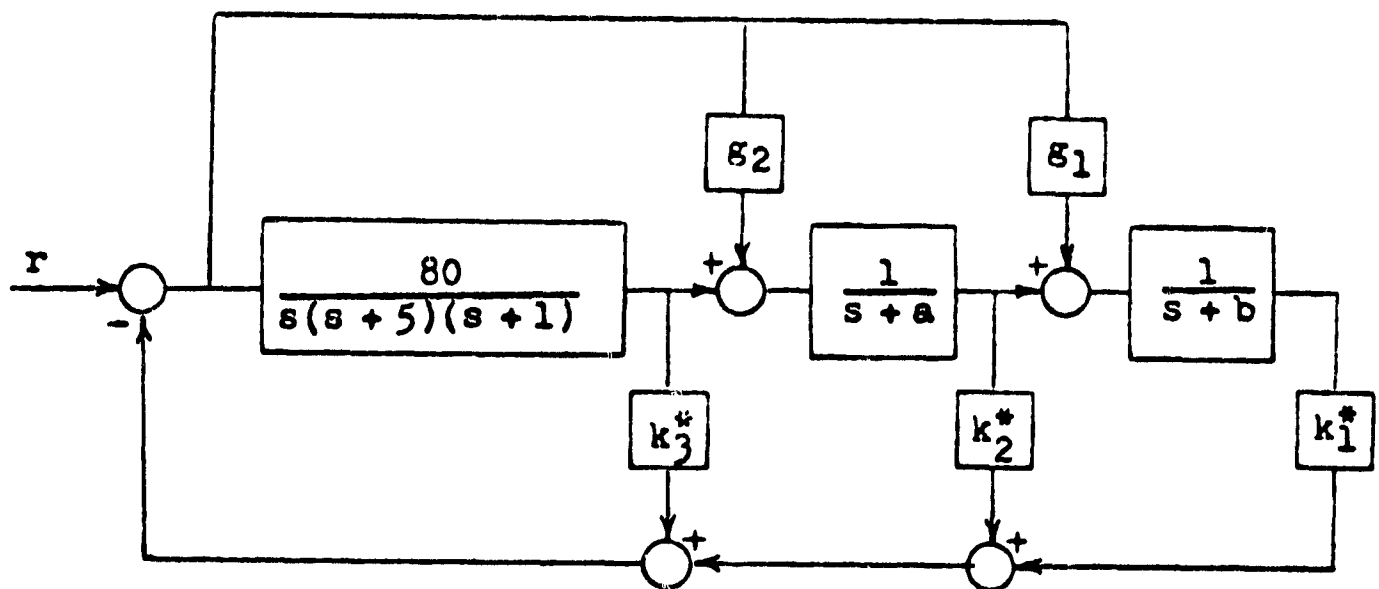 g₂
g₁
r
80
s(s + 5)(s + 1)
+
1
s + a
+
1
s + b
-
k₃*
k₂*
k₁*
+
+